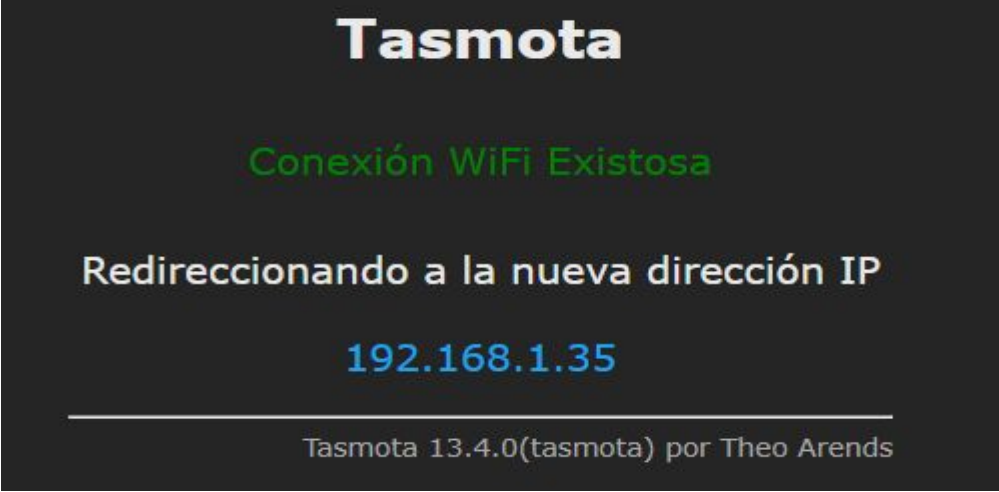 Tasmota
Conexión WiFi Existosa
Redireccionando a la nueva dirección IP
192.168.1.35
Tasmota 13.4.0(tasmota) por Theo Arends